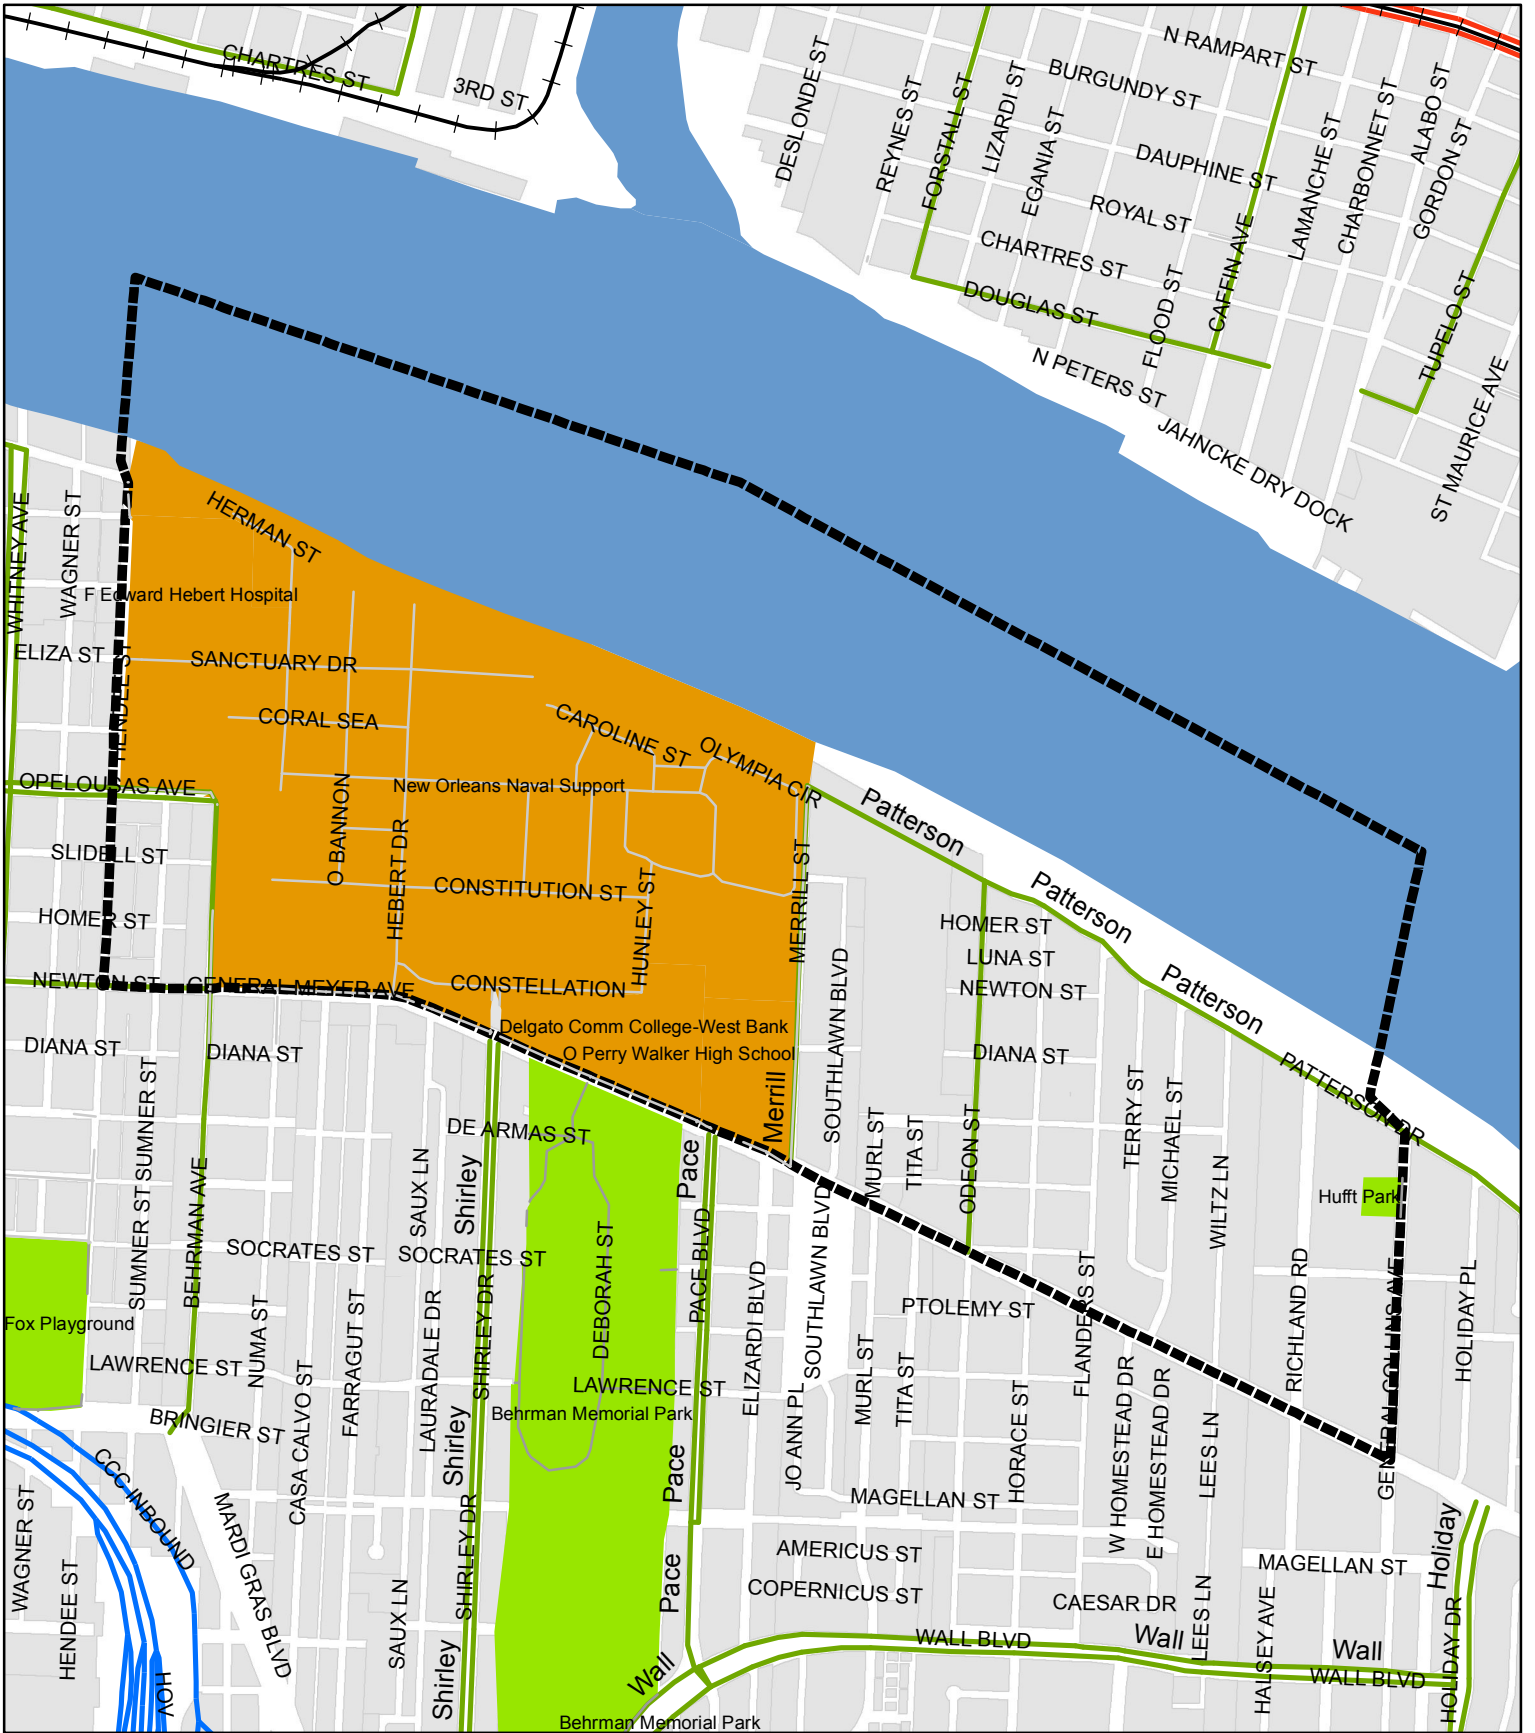 CHARTRES ST
3RD ST
N RAMPART ST
BURGUNDY ST
DESLONDE ST
REYNES ST
FORSTALL ST
LIZARDI ST
EGANIA ST
DAUPHINE ST
ROYAL ST
CHARTRES ST
DOUGLAS ST
FLOOD ST
CAFFIN AVE
LAMANCHE ST
CHARBONNET ST
ALABO ST
GORDON ST
TUPELO ST
N PETERS ST
JAHNCKE DRY DOCK
ST MAURICE AVE
WHITNEY AVE
WAGNER ST
HERMAN ST
F Edward Hebert Hospital
ELIZA ST
HENDEE ST
SANCTUARY DR
CORAL SEA
CAROLINE ST
OLYMPIA CIR
OPELOUSAS AVE
New Orleans Naval Support
Patterson
O BANNON
HEBERT DR
SLIDELL ST
CONSTITUTION ST
HUNLEY ST
MERRILL ST
Patterson
HOMER ST
HOMER ST
LUNA ST
NEWTON ST
GENERAL MEYER AVE
CONSTELLATION
NEWTON ST
Patterson
SOUTHLAWN BLVD
Delgato Comm College-West Bank
O Perry Walker High School
DIANA ST
DIANA ST
DIANA ST
PATTERSON DR
Merrill
SUMNER ST
SUMNER ST
SUMNER ST
BEHRMAN AVE
DE ARMAS ST
SAUX LN
Shirley
Pace
MURL ST
TITA ST
ODEON ST
TERRY ST
MICHAEL ST
WILTZ LN
Hufft Park
SOCRATES ST
SOCRATES ST
DEBORAH ST
PACE BLVD
SOUTHLAWN BLVD
ELIZARDI BLVD
PTOLEMY ST
FLANDERS ST
RICHLAND RD
GENERAL COLLINS AVE
HOLIDAY PL
Fox Playground
NUMA ST
FARRAGUT ST
LAURADALE DR
SHIRLEY DR
LAWRENCE ST
LAWRENCE ST
CASA CALVO ST
MURL ST
TITA ST
HORACE ST
W HOMESTEAD DR
E HOMESTEAD DR
LEES LN
Behrman Memorial Park
BRINGIER ST
Shirley
JO ANN PL
CCC INBOUND
Pace
MAGELLAN ST
MAGELLAN ST
WAGNER ST
HENDEE ST
MARDI GRAS BLVD
SAUX LN
SHIRLEY DR
Pace
AMERICUS ST
COPERNICUS ST
CAESAR DR
LEES LN
HALSEY AVE
Holiday
HOLIDAY DR
WALL BLVD
Wall
Wall
WALL BLVD
Wall
Shirley
HOV
Behrman Memorial Park